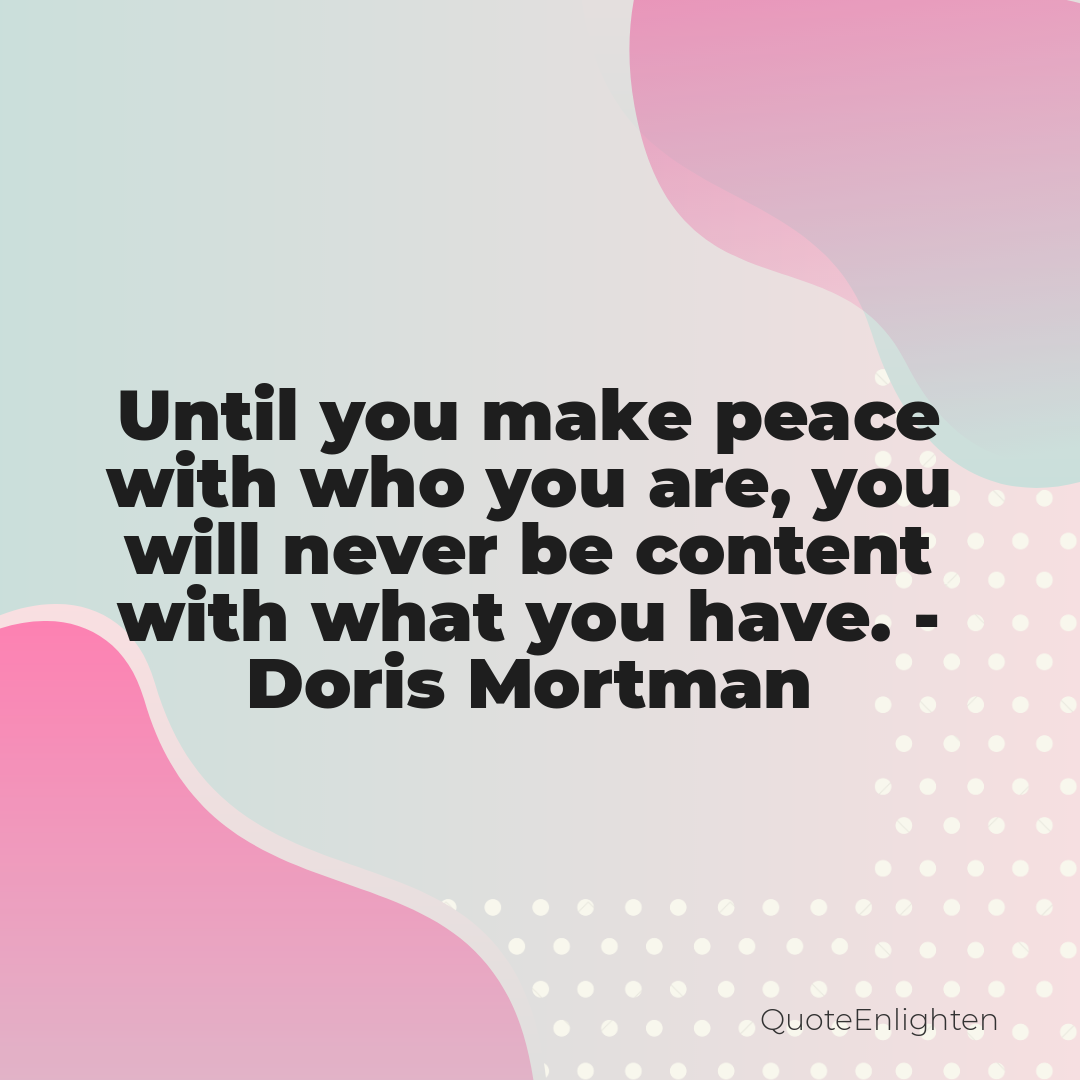 Until you make peace
with who you are, you
will never be content
with what you have. -
Doris Mortman
QuoteEnlighten